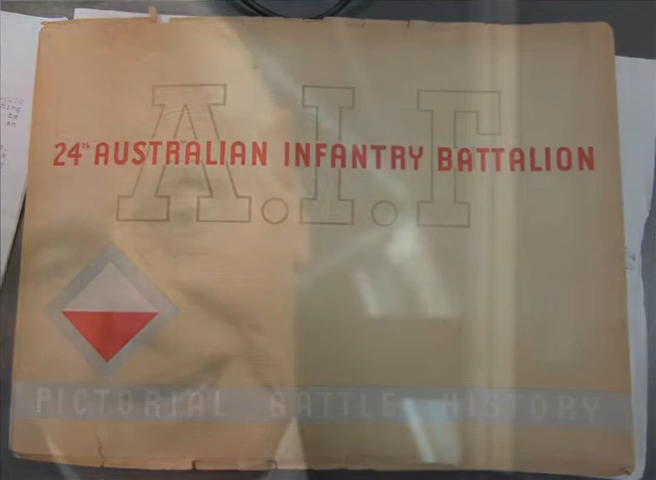 A.I.F
24th AUSTRALIAN INFANTRY BATTALION
PICTORIAL BATTLE HISTORY